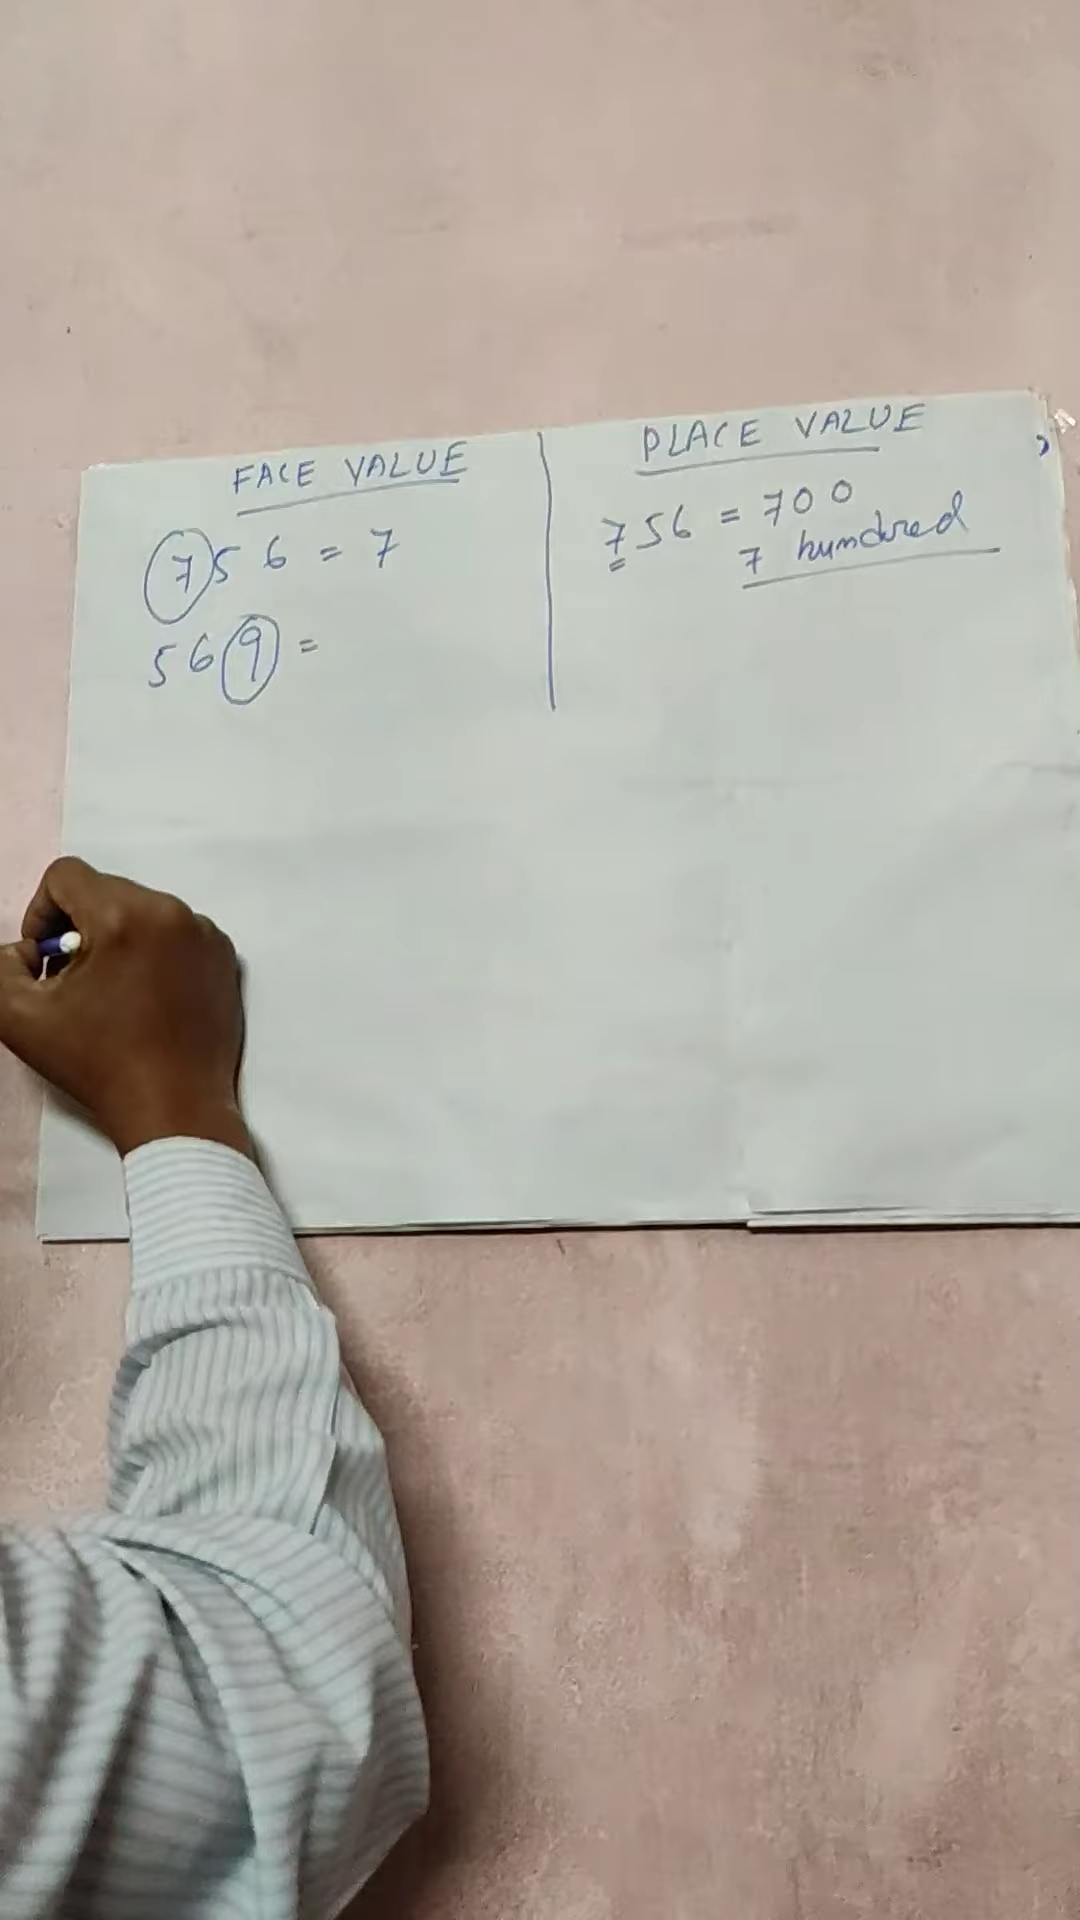 FACE VALUE
756 = 7
569 =
PLACE VALUE
756 = 700
7 hundred